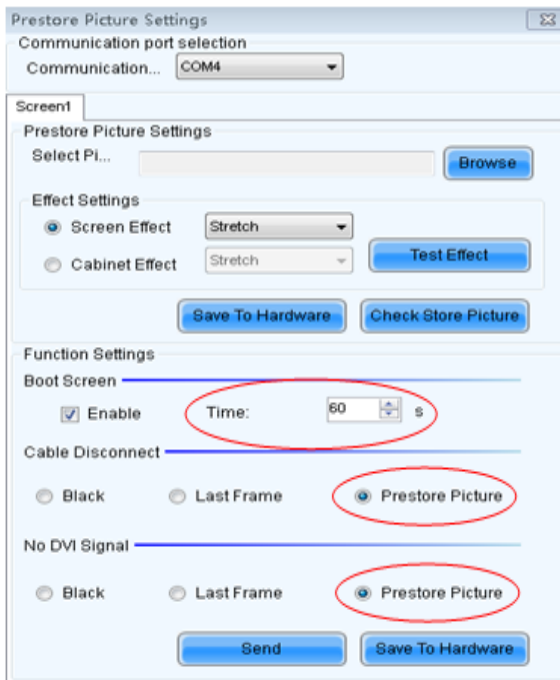 Prestore Picture Settings
Communication port selection
Communication... COM4
Screen1
Prestore Picture Settings
Select Pi... Browse
Effect Settings
Screen Effect Stretch
Cabinet Effect Stretch
Test Effect
Save To Hardware Check Store Picture
Function Settings
Boot Screen
Enable Time: 60 s
Cable Disconnect
Black Last Frame Prestore Picture
No DVI Signal
Black Last Frame Prestore Picture
Send Save To Hardware